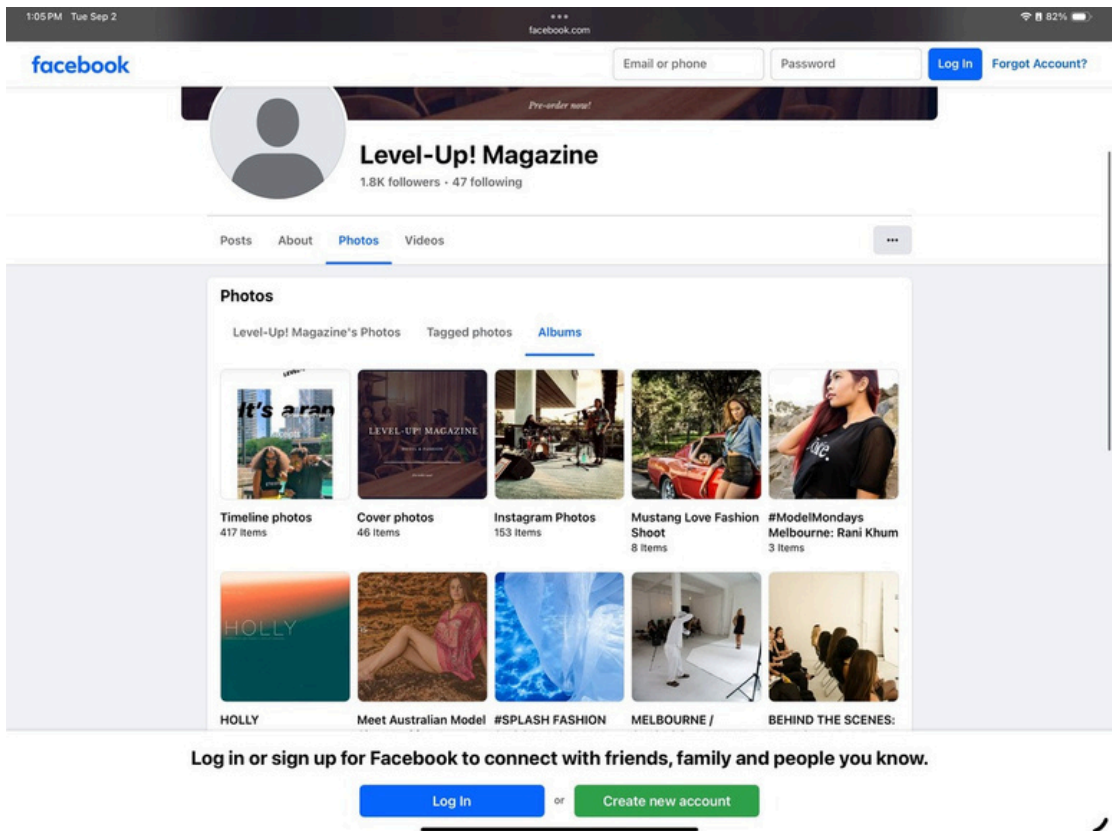 1:05 PM Tue Sep 2
facebook.com
82%
facebook
Email or phone
Password
Log In
Forgot Account?
Pre-order now!
Level-Up! Magazine
1.8K followers • 47 following
Posts
About
Photos
Videos
Photos
Level-Up! Magazine's Photos
Tagged photos
Albums
It's a rap
LEVEL-UP! MAGAZINE
Timeline photos
417 Items
Cover photos
46 Items
Instagram Photos
153 Items
Mustang Love Fashion
Shoot
8 Items
#ModelMondays
Melbourne: Rani Khum
3 Items
HOLLY
HOLLY
Meet Australian Model
#SPLASH FASHION
MELBOURNE /
BEHIND THE SCENES:
Log in or sign up for Facebook to connect with friends, family and people you know.
Log In
or
Create new account